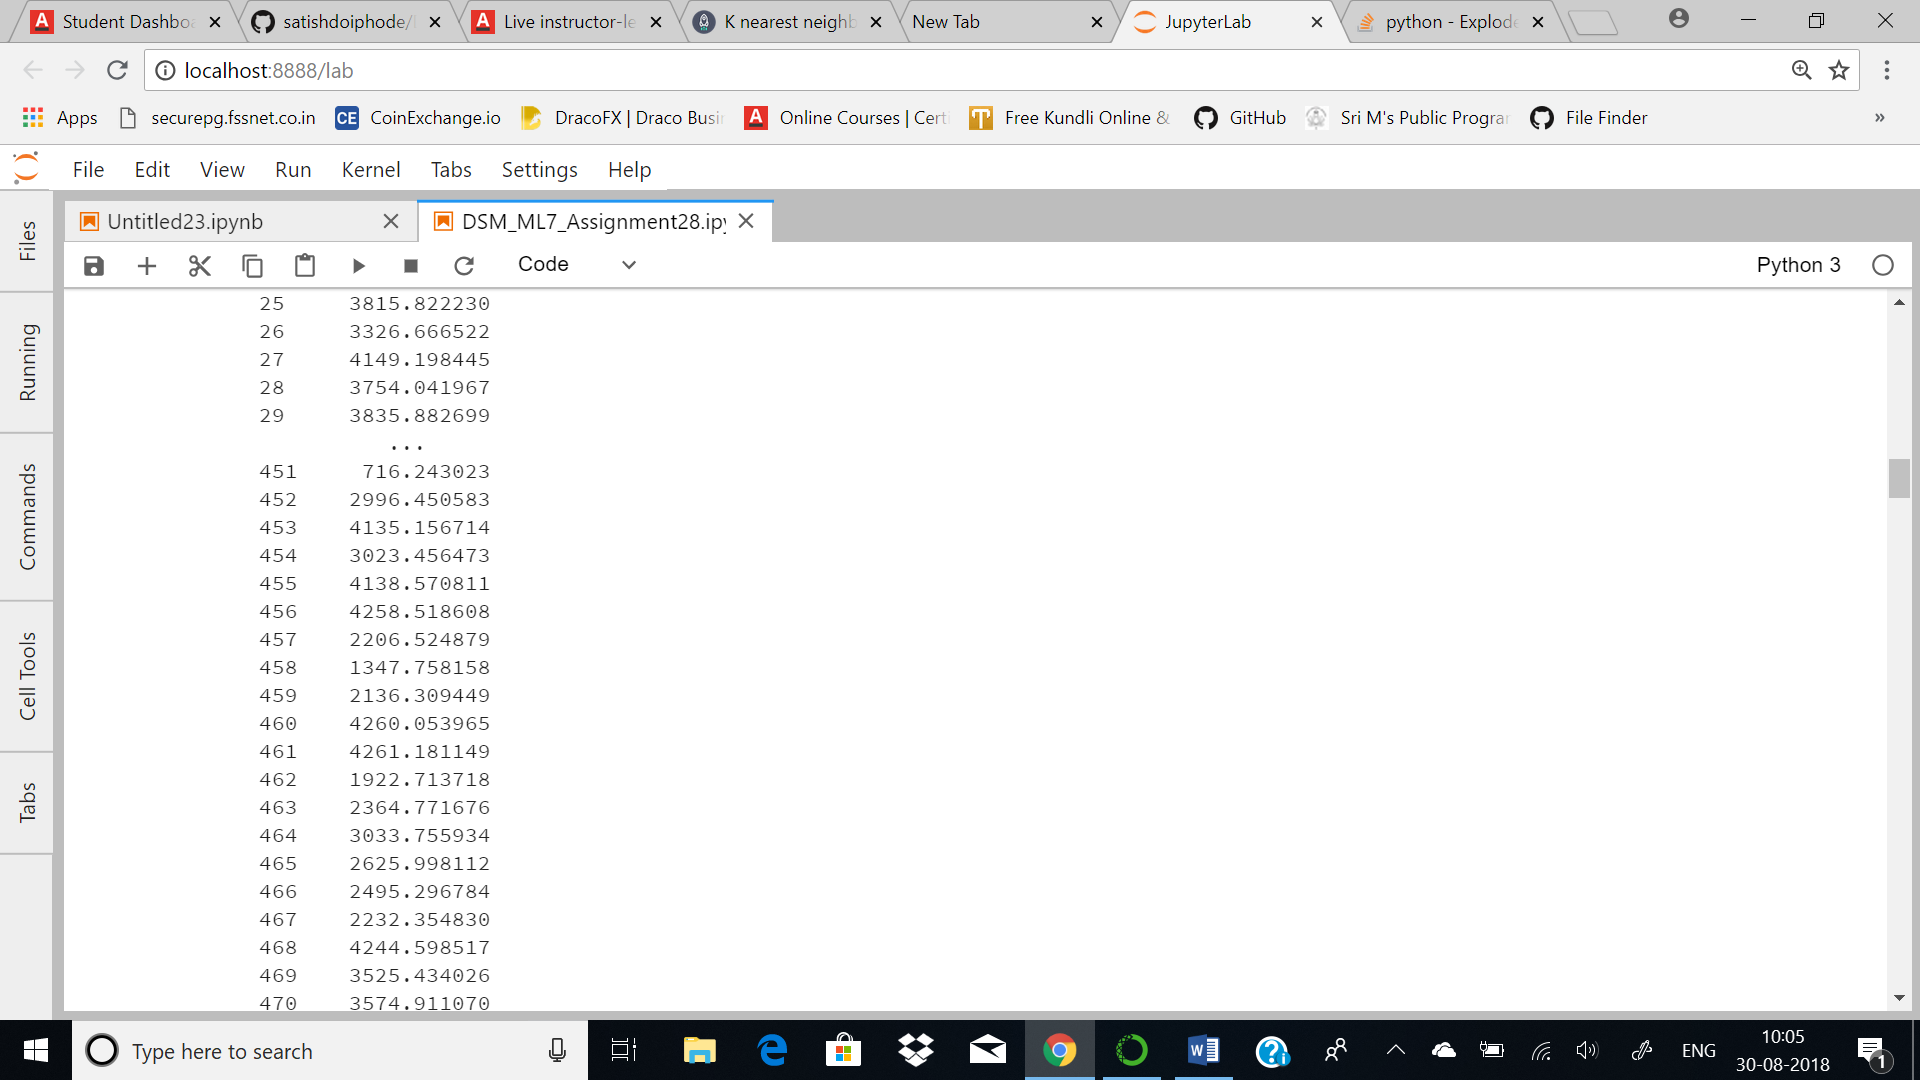 Student Dashbo
satishdoiphode/
Live instructor-le
K nearest neighb
New Tab
JupyterLab
python - Explode
localhost:8888/lab
Apps
securepg.fssnet.co.in
CE CoinExchange.io
DracoFX | Draco Busi
Online Courses | Cert
Free Kundli Online &
GitHub
Sri M's Public Progra
File Finder
»
File Edit View Run Kernel Tabs Settings Help
Untitled23.ipynb
DSM_ML7_Assignment28.ipy
Code
Python 3
Files
Running
Commands
Cell Tools
Tabs
25 3815.822230
26 3326.666522
27 4149.198445
28 3754.041967
29 3835.882699
...
451 716.243023
452 2996.450583
453 4135.156714
454 3023.456473
455 4138.570811
456 4258.518608
457 2206.524879
458 1347.758158
459 2136.309449
460 4260.053965
461 4261.181149
462 1922.713718
463 2364.771676
464 3033.755934
465 2625.998112
466 2495.296784
467 2232.354830
468 4244.598517
469 3525.434026
470 3574.911070
Type here to search
ENG
10:05
30-08-2018
1